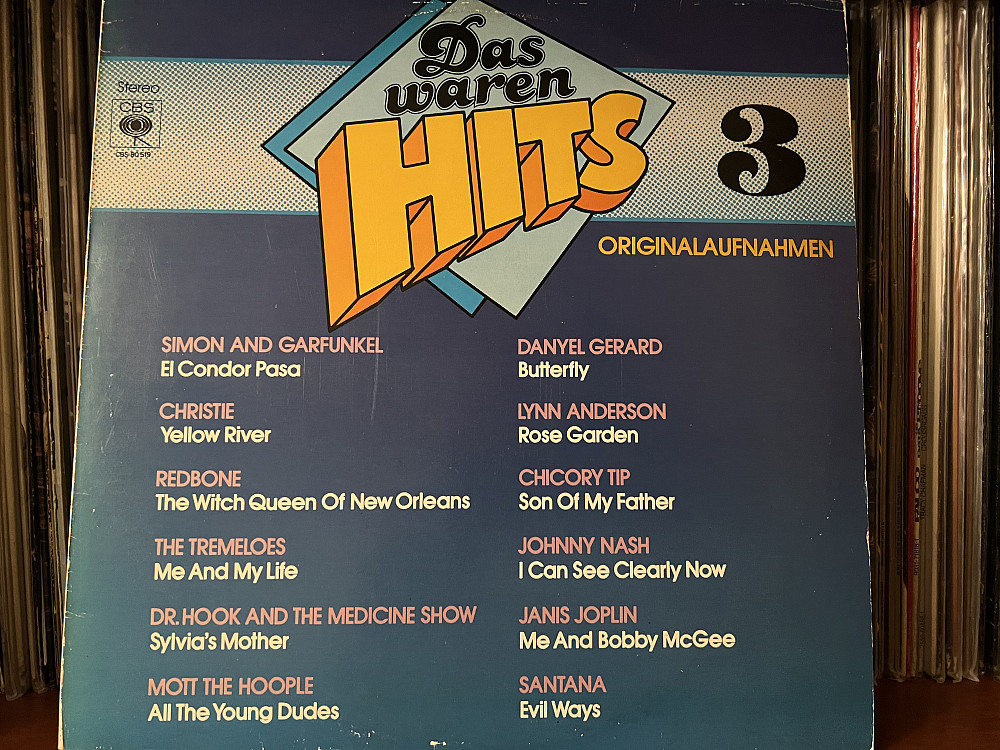 Das
waren
HITS
3
Stereo
CBS
CBS 80 519
ORIGINALAUFNAHMEN
SIMON AND GARFUNKEL
El Condor Pasa
CHRISTIE
Yellow River
REDBONE
The Witch Queen Of New Orleans
THE TREMELOES
Me And My Life
DR. HOOK AND THE MEDICINE SHOW
Sylvia's Mother
MOTT THE HOOPLE
All The Young Dudes
DANYEL GERARD
Butterfly
LYNN ANDERSON
Rose Garden
CHICORY TIP
Son Of My Father
JOHNNY NASH
I Can See Clearly Now
JANIS JOPLIN
Me And Bobby McGee
SANTANA
Evil Ways